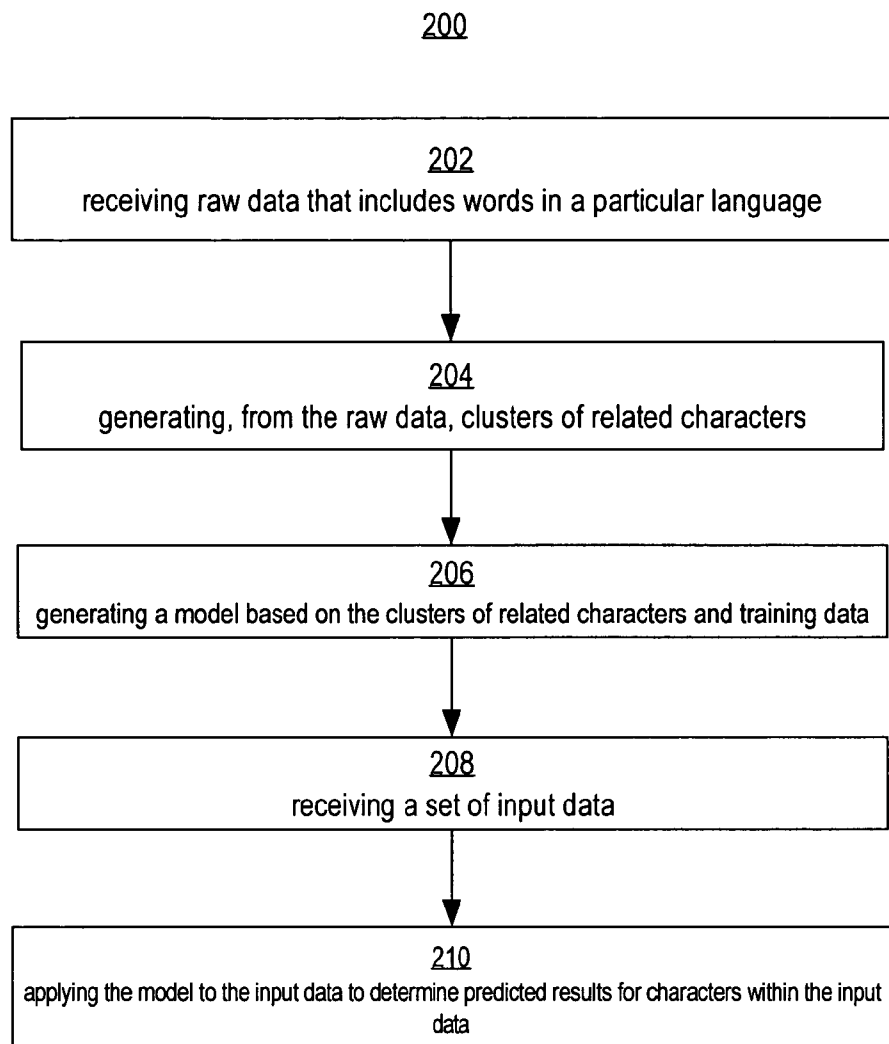 200
202
receiving raw data that includes words in a particular language
204
generating, from the raw data, clusters of related characters
206
generating a model based on the clusters of related characters and training data
208
receiving a set of input data
210
applying the model to the input data to determine predicted results for characters within the input
data